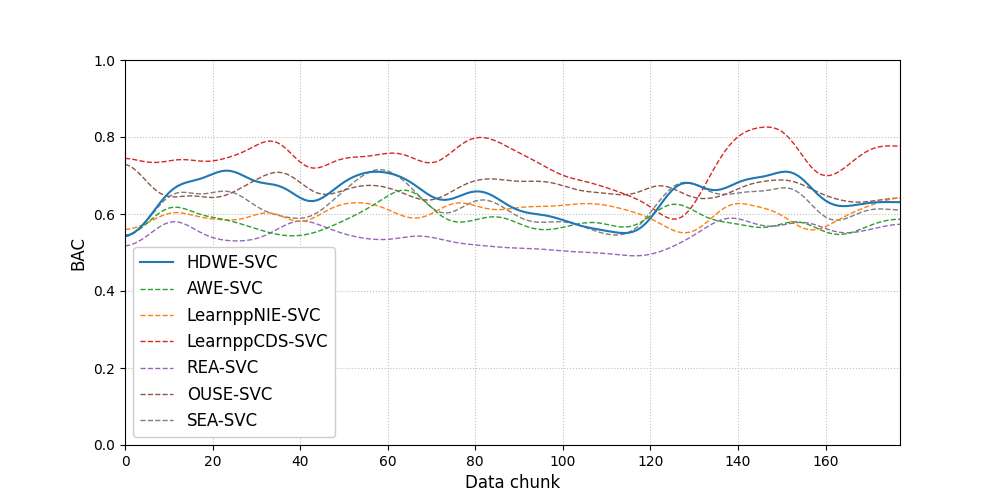 1.0
0.8
0.6
0.4
0.2
0.0
BAC
HDWE-SVC
AWE-SVC
LearnppNIE-SVC
LearnppCDS-SVC
REA-SVC
OUSE-SVC
SEA-SVC
0 20 40 60 80 100 120 140 160
Data chunk